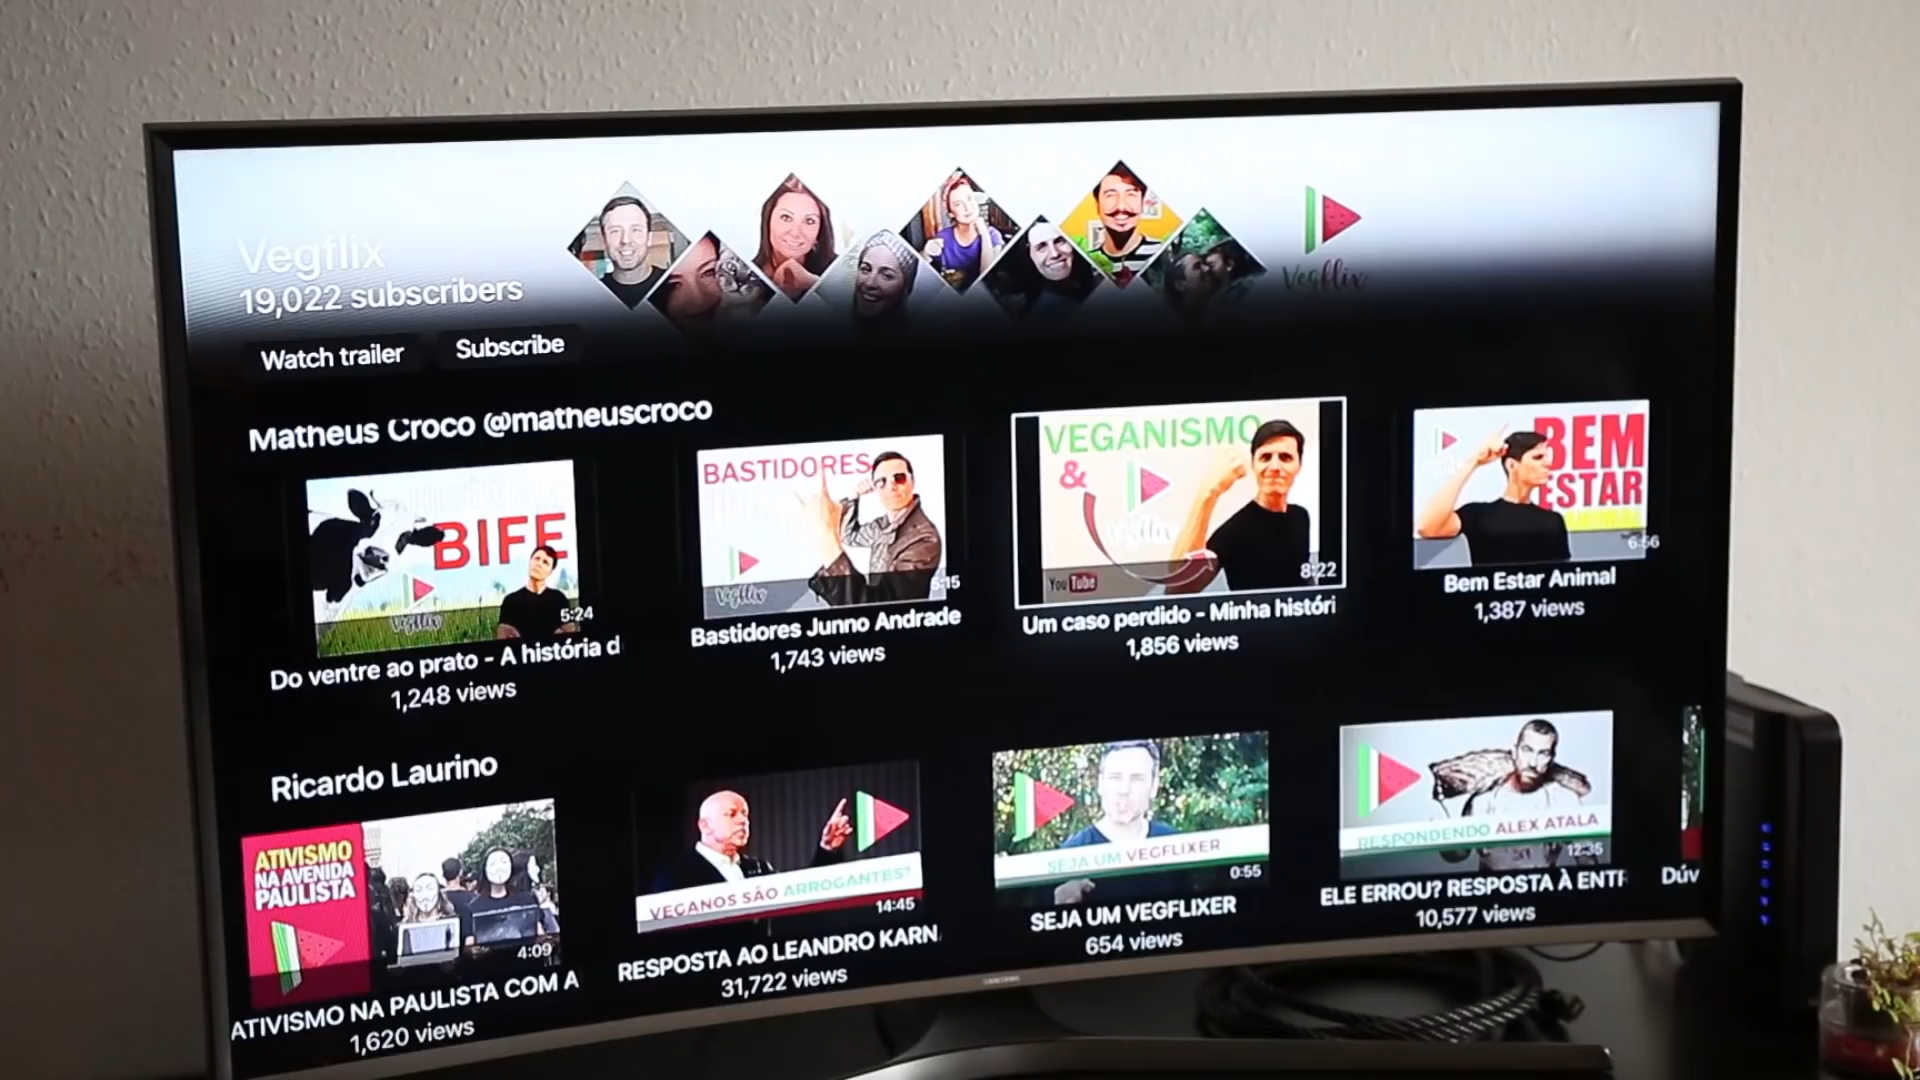 Vegflix
19,022 subscribers
Vegflix
Watch trailer
Subscribe
Matheus Croco @matheuscroco
BIFE
Vegflix
5:24
Do ventre ao prato - A história d
1,248 views
BASTIDORES
Vegflix
Bastidores Junno Andrade
1,743 views
VEGANISMO
&
Vegflix
YouTube
8:22
Um caso perdido - Minha históri
1,856 views
BEM
ESTAR
6:56
Bem Estar Animal
1,387 views
Ricardo Laurino
ATIVISMO
NA AVENIDA
PAULISTA
4:09
ATIVISMO NA PAULISTA COM A
1,620 views
VEGANOS SÃO ARROGANTES?
14:45
RESPOSTA AO LEANDRO KARN
31,722 views
SEJA UM VEGFLIXER
0:55
SEJA UM VEGFLIXER
654 views
RESPONDENDO ALEX ATALA
12:35
ELE ERROU? RESPOSTA À ENTR
10,577 views
Dúv